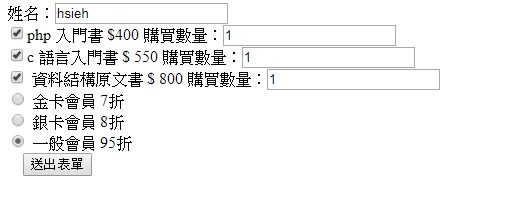 姓名：hsieh
php 入門書 $400 購買數量：1
c 語言入門書 $ 550 購買數量：1
資料結構原文書 $ 800 購買數量：1
金卡會員 7折
銀卡會員 8折
一般會員 95折
送出表單